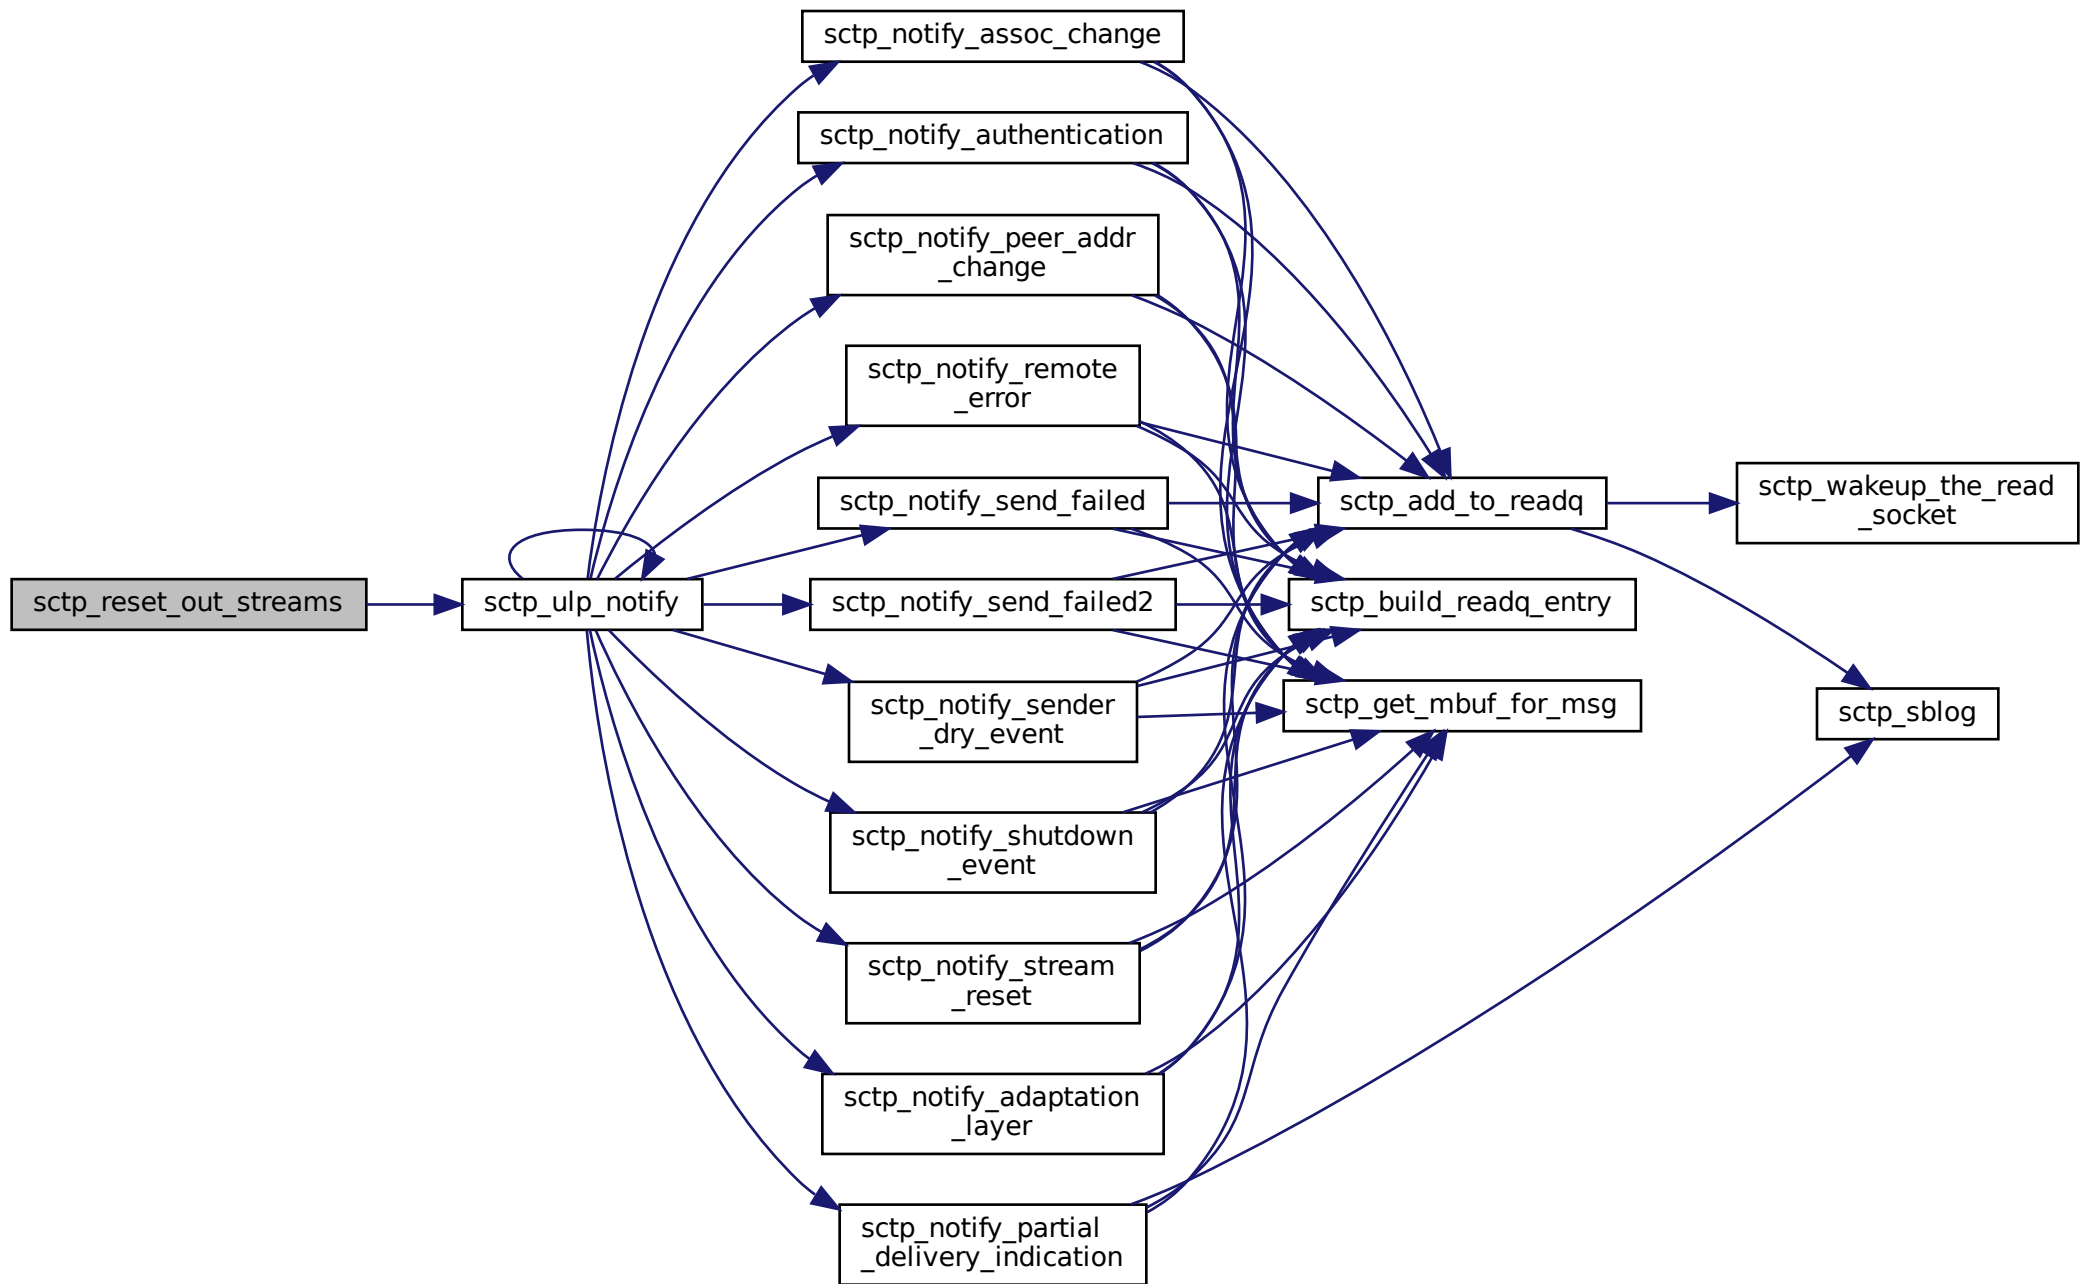 sctp_reset_out_streams
sctp_ulp_notify
sctp_notify_assoc_change
sctp_notify_authentication
sctp_notify_peer_addr
_change
sctp_notify_remote
_error
sctp_notify_send_failed
sctp_notify_send_failed2
sctp_notify_sender
_dry_event
sctp_notify_shutdown
_event
sctp_notify_stream
_reset
sctp_notify_adaptation
_layer
sctp_notify_partial
_delivery_indication
sctp_add_to_readq
sctp_build_readq_entry
sctp_get_mbuf_for_msg
sctp_wakeup_the_read
_socket
sctp_sblog